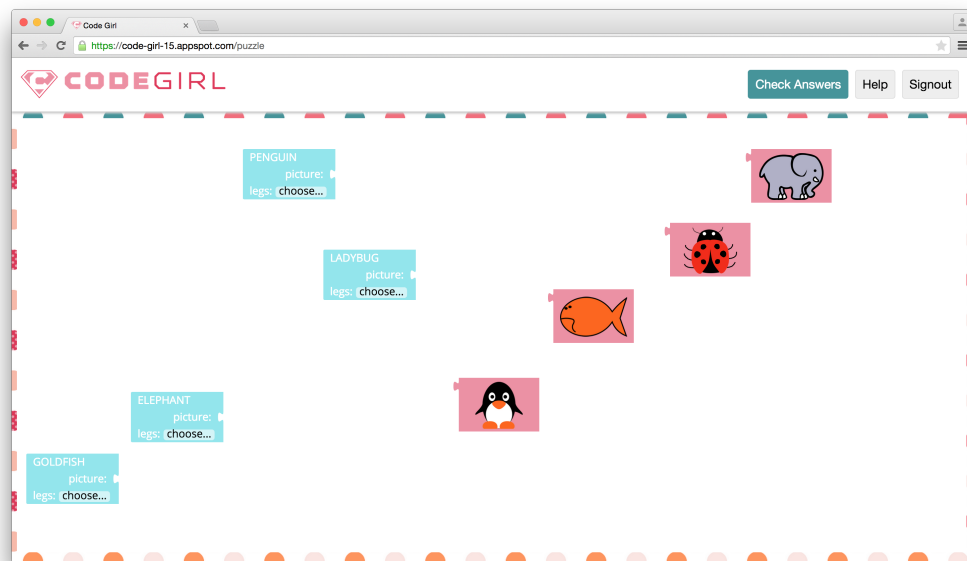 Code Girl
https://code-girl-15.appspot.com/puzzle
CODEGIRL
Check Answers
Help
Signout
PENGUIN
picture:
legs: choose...
LADYBUG
picture:
legs: choose...
ELEPHANT
picture:
legs: choose...
GOLDFISH
picture:
legs: choose...